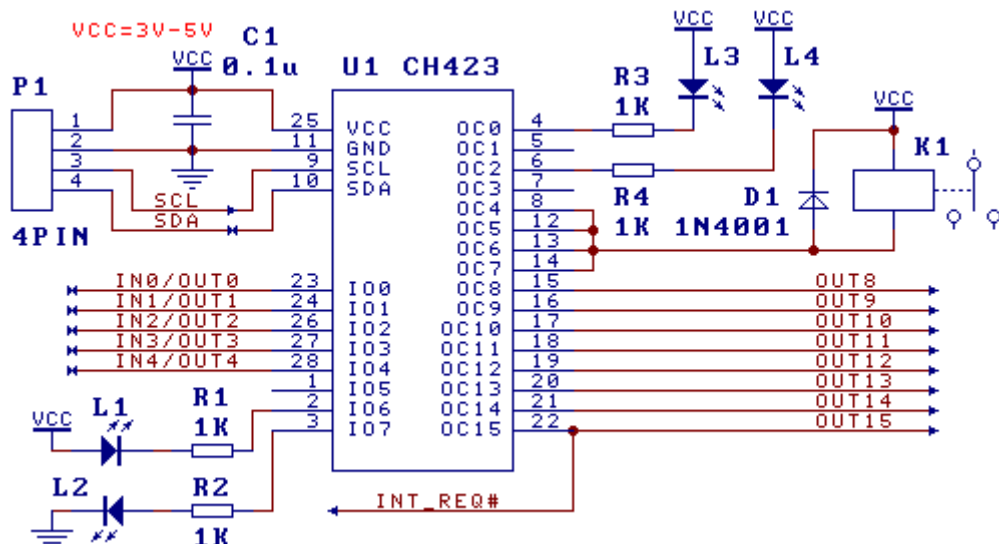 VCC=3V-5V
P1
1
2
3
4
4PIN
VCC
C1
0.1u
SCL
SDA
U1 CH423
25 VCC
11 GND
9 SCL
10 SDA
23 IO0
24 IO1
26 IO2
27 IO3
28 IO4
1 IO5
2 IO6
3 IO7
OC0 4
OC1 5
OC2 6
OC3 7
OC4 8
OC5 12
OC6 13
OC7 14
OC8 15
OC9 16
OC10 17
OC11 18
OC12 19
OC13 20
OC14 21
OC15 22
IN0/OUT0
IN1/OUT1
IN2/OUT2
IN3/OUT3
IN4/OUT4
VCC
L1
R1
1K
L2
R2
1K
INT_REQ#
R3
1K
R4
1K
VCC
L3
VCC
L4
VCC
K1
D1
1N4001
OUT8
OUT9
OUT10
OUT11
OUT12
OUT13
OUT14
OUT15